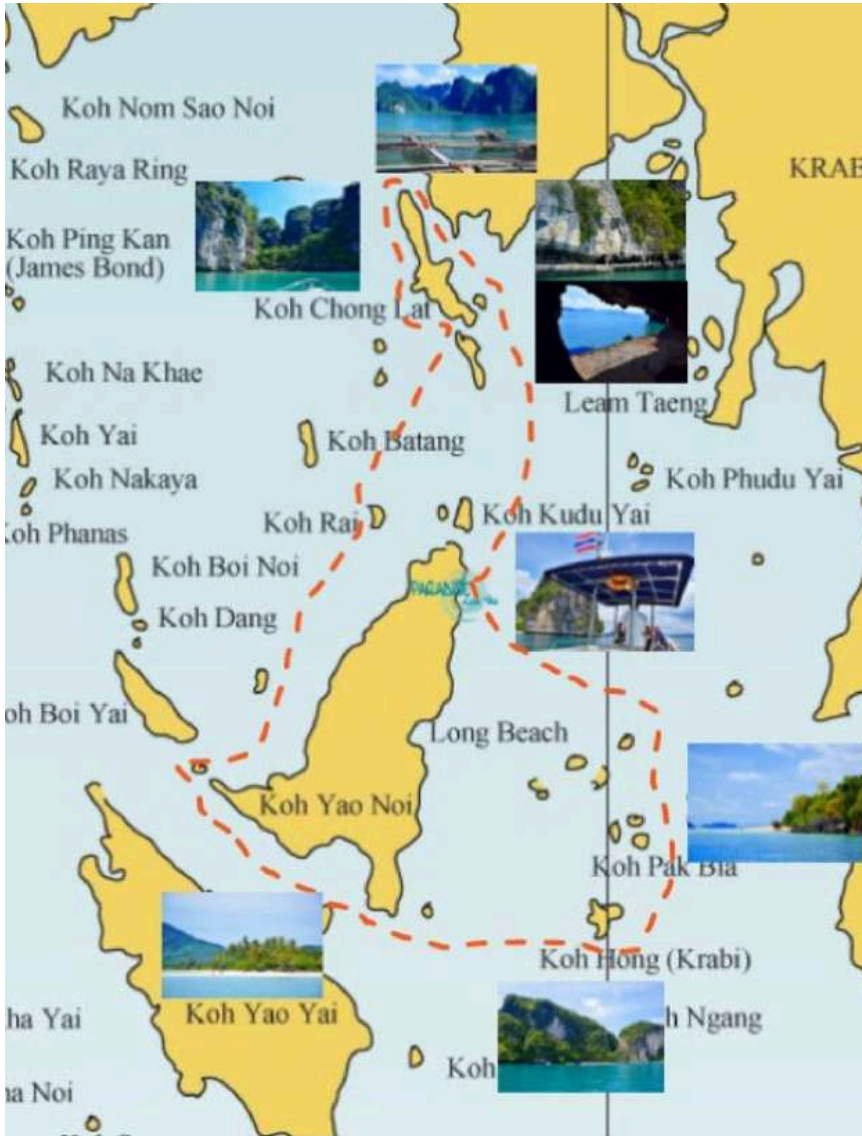 Koh Nom Sao Noi
Koh Raya Ring
KRAB
Koh Ping Kan
(James Bond)
Koh Chong Lat
Koh Na Khae
Leam Taeng
Koh Yai
Koh Batang
Koh Nakaya
Koh Phudu Yai
Koh Rai
Koh Kudu Yai
Koh Phanas
Koh Boi Noi
PARADISE
Koh Dang
oh Boi Yai
Long Beach
Koh Yao Noi
Koh Pak Bia
Koh Hong (Krabi)
ha Yai
Koh Yao Yai
h Ngang
Koh
na Noi